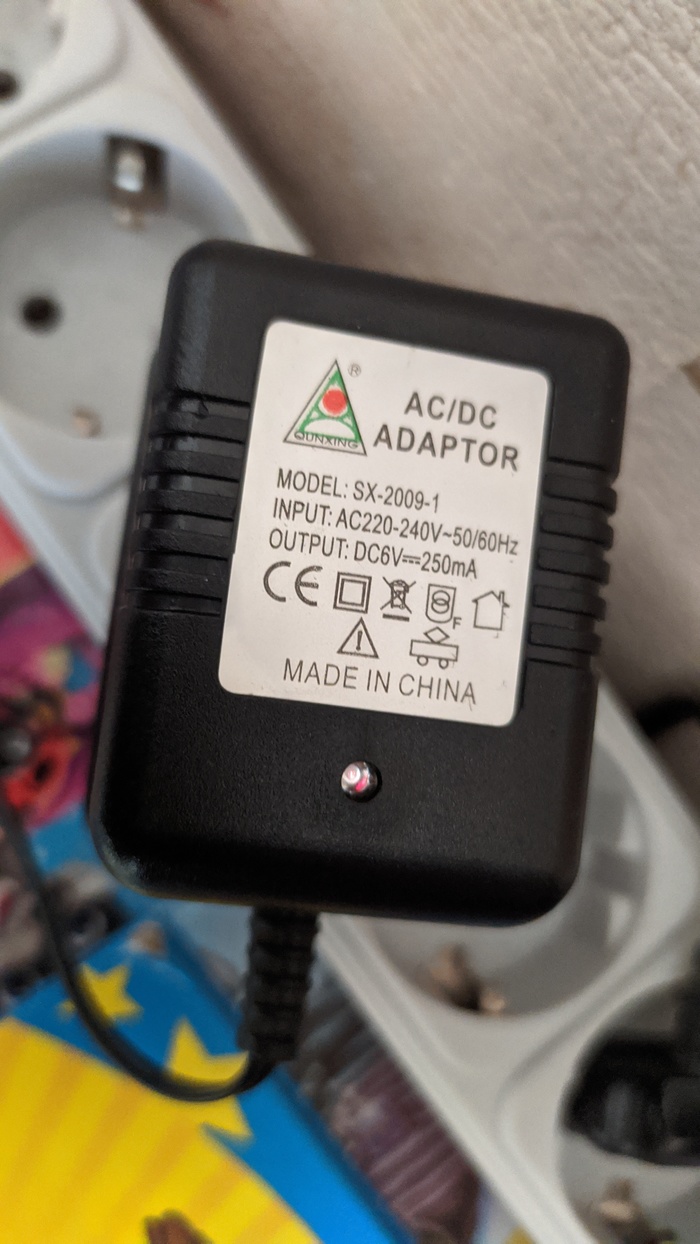 ®
QUNXING
AC/DC
ADAPTOR
MODEL: SX-2009-1
INPUT: AC220-240V~50/60Hz
OUTPUT: DC6V⎓250mA
CE
F
MADE IN CHINA